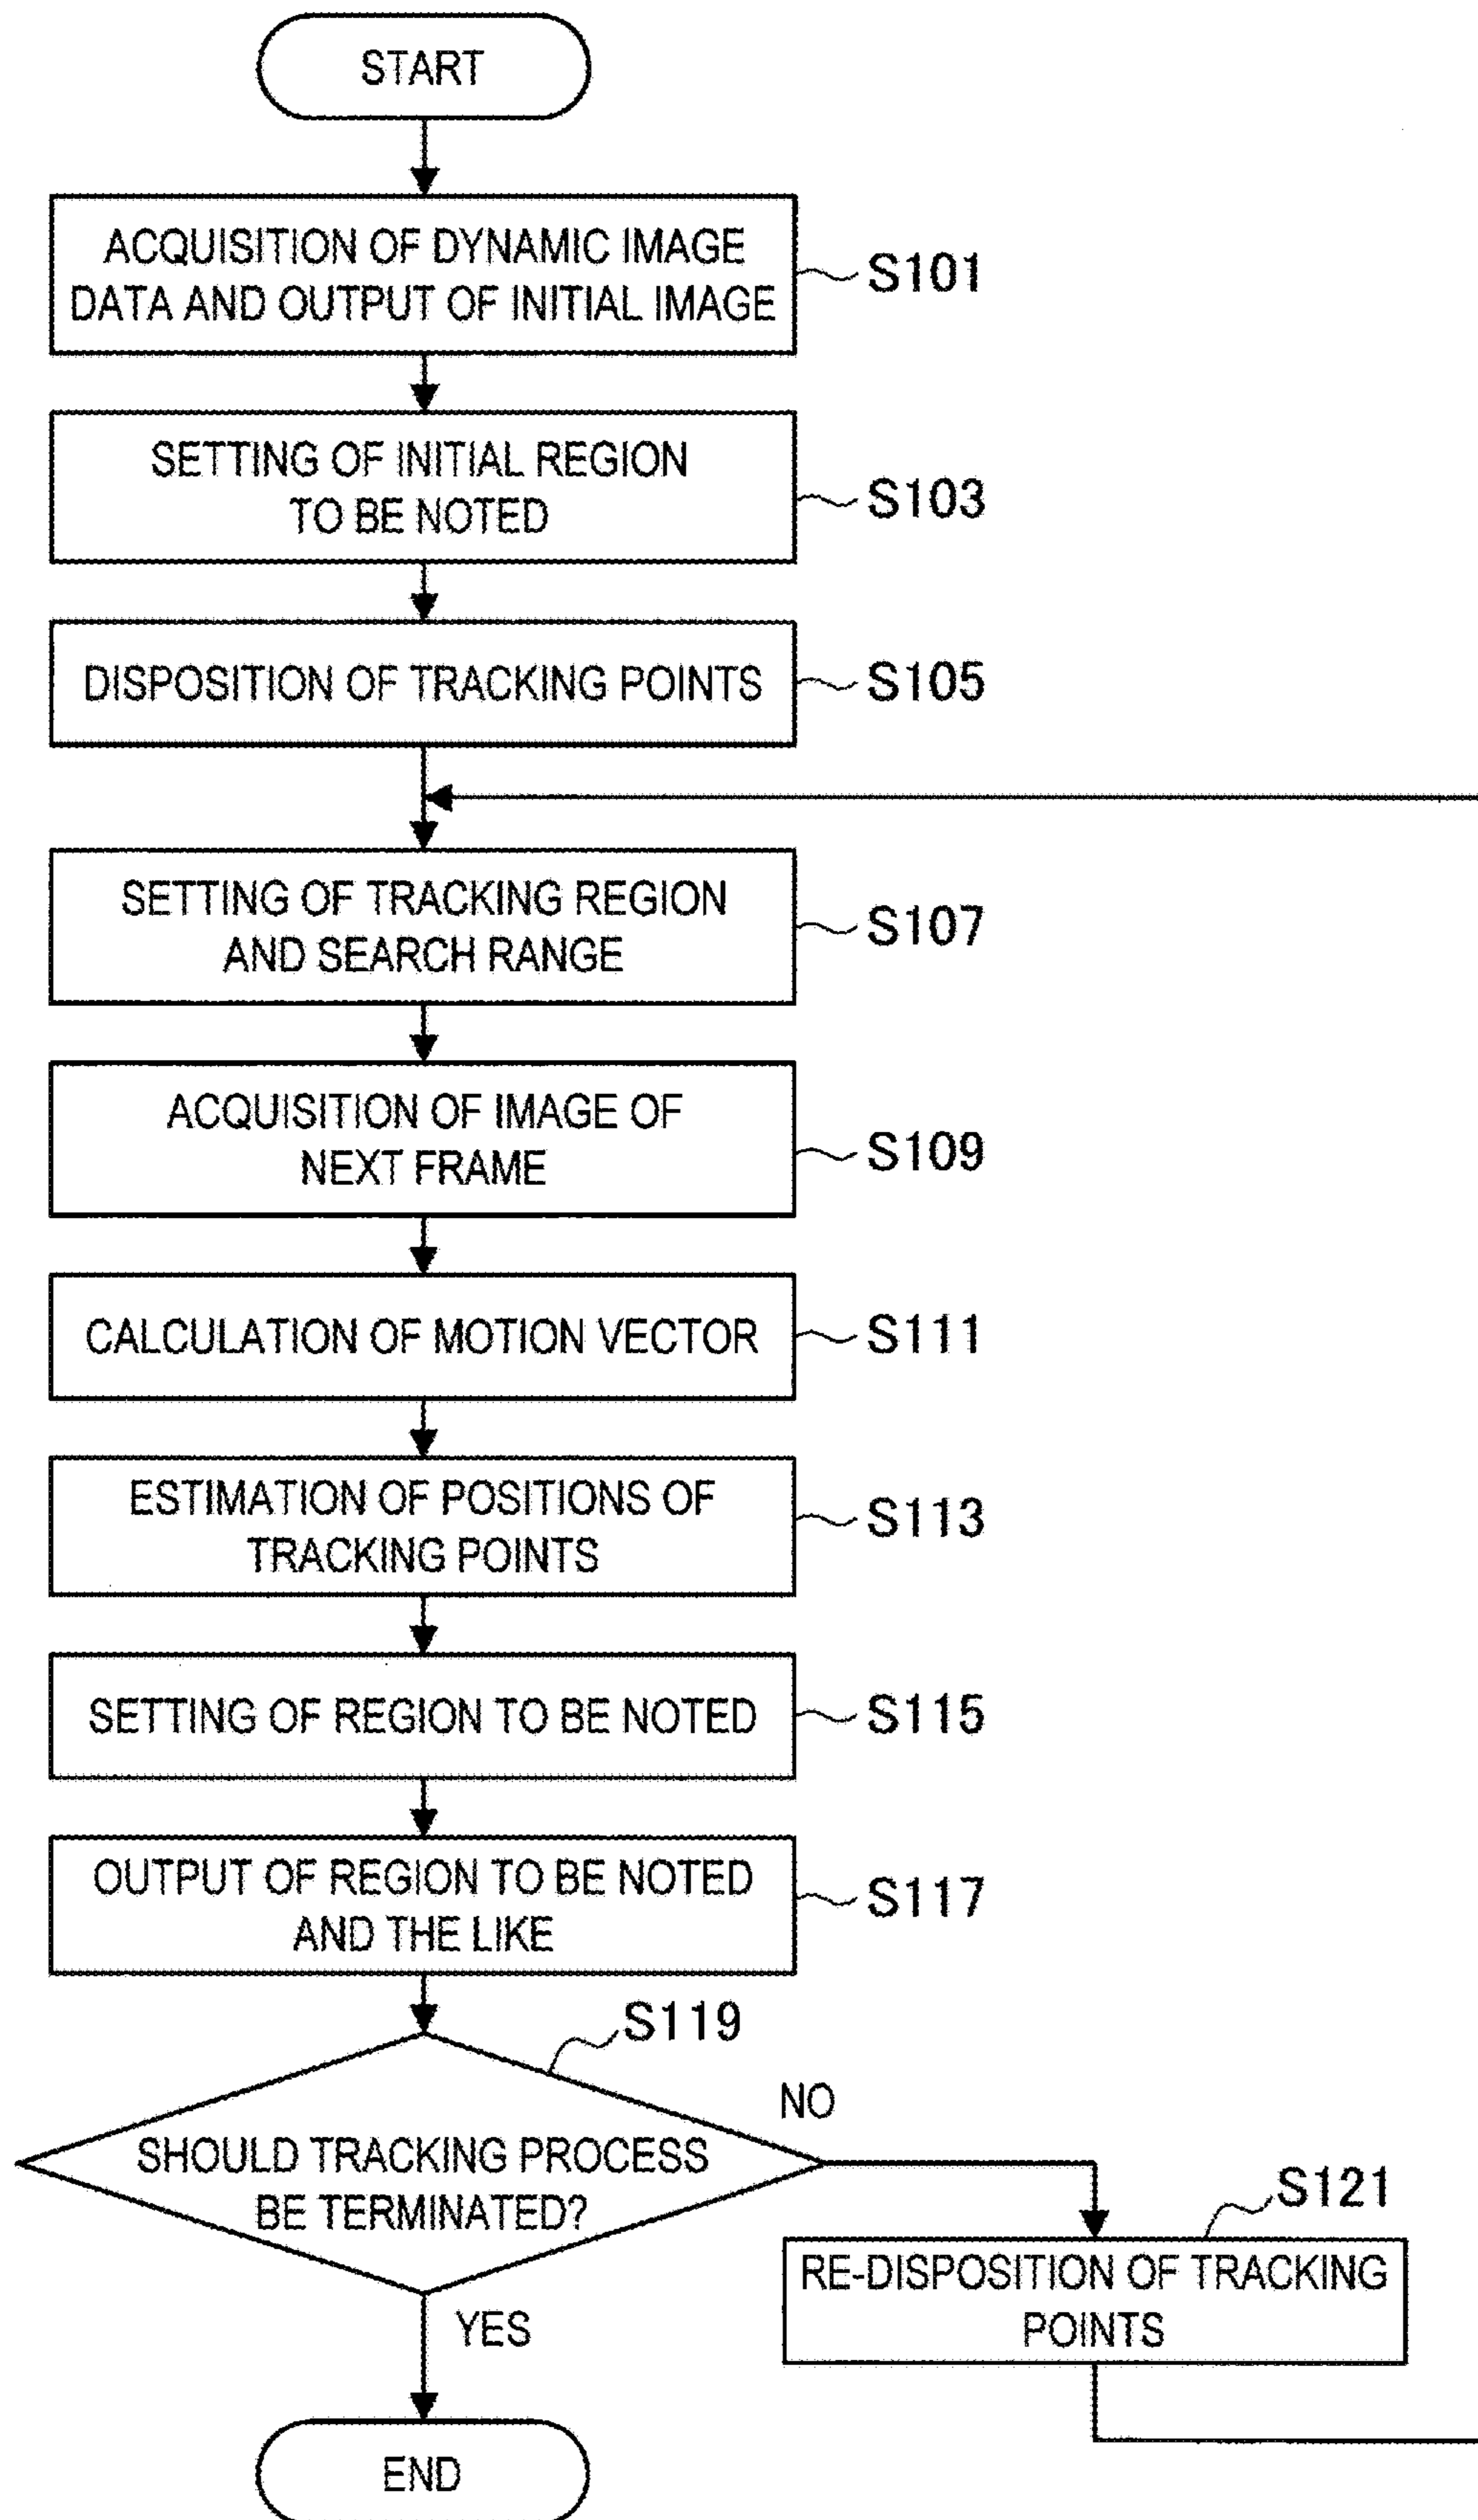 START
ACQUISITION OF DYNAMIC IMAGE
DATA AND OUTPUT OF INITIAL IMAGE
S101
SETTING OF INITIAL REGION
TO BE NOTED
S103
DISPOSITION OF TRACKING POINTS
S105
SETTING OF TRACKING REGION
AND SEARCH RANGE
S107
ACQUISITION OF IMAGE OF
NEXT FRAME
S109
CALCULATION OF MOTION VECTOR
S111
ESTIMATION OF POSITIONS OF
TRACKING POINTS
S113
SETTING OF REGION TO BE NOTED
S115
OUTPUT OF REGION TO BE NOTED
AND THE LIKE
S117
S119
NO
SHOULD TRACKING PROCESS
BE TERMINATED?
S121
RE-DISPOSITION OF TRACKING
POINTS
YES
END